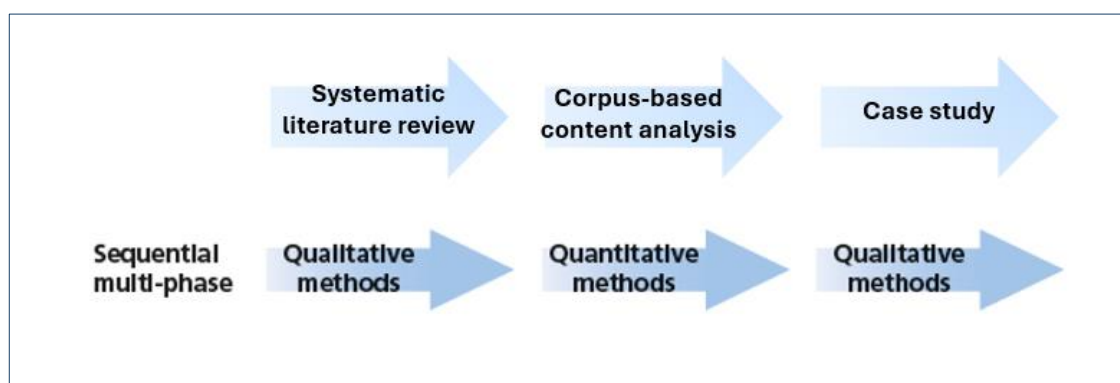 Systematic
literature review
Corpus-based
content analysis
Case study
Sequential
multi-phase
Qualitative
methods
Quantitative
methods
Qualitative
methods